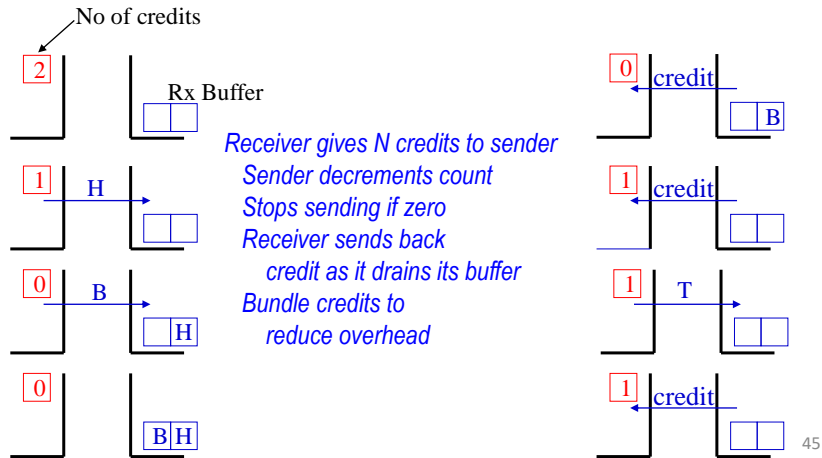 No of credits
2
Rx Buffer
1
H
0
B
H
0
B H
Receiver gives N credits to sender
Sender decrements count
Stops sending if zero
Receiver sends back
credit as it drains its buffer
Bundle credits to
reduce overhead
0
credit
B
1
credit
1
T
1
credit
45